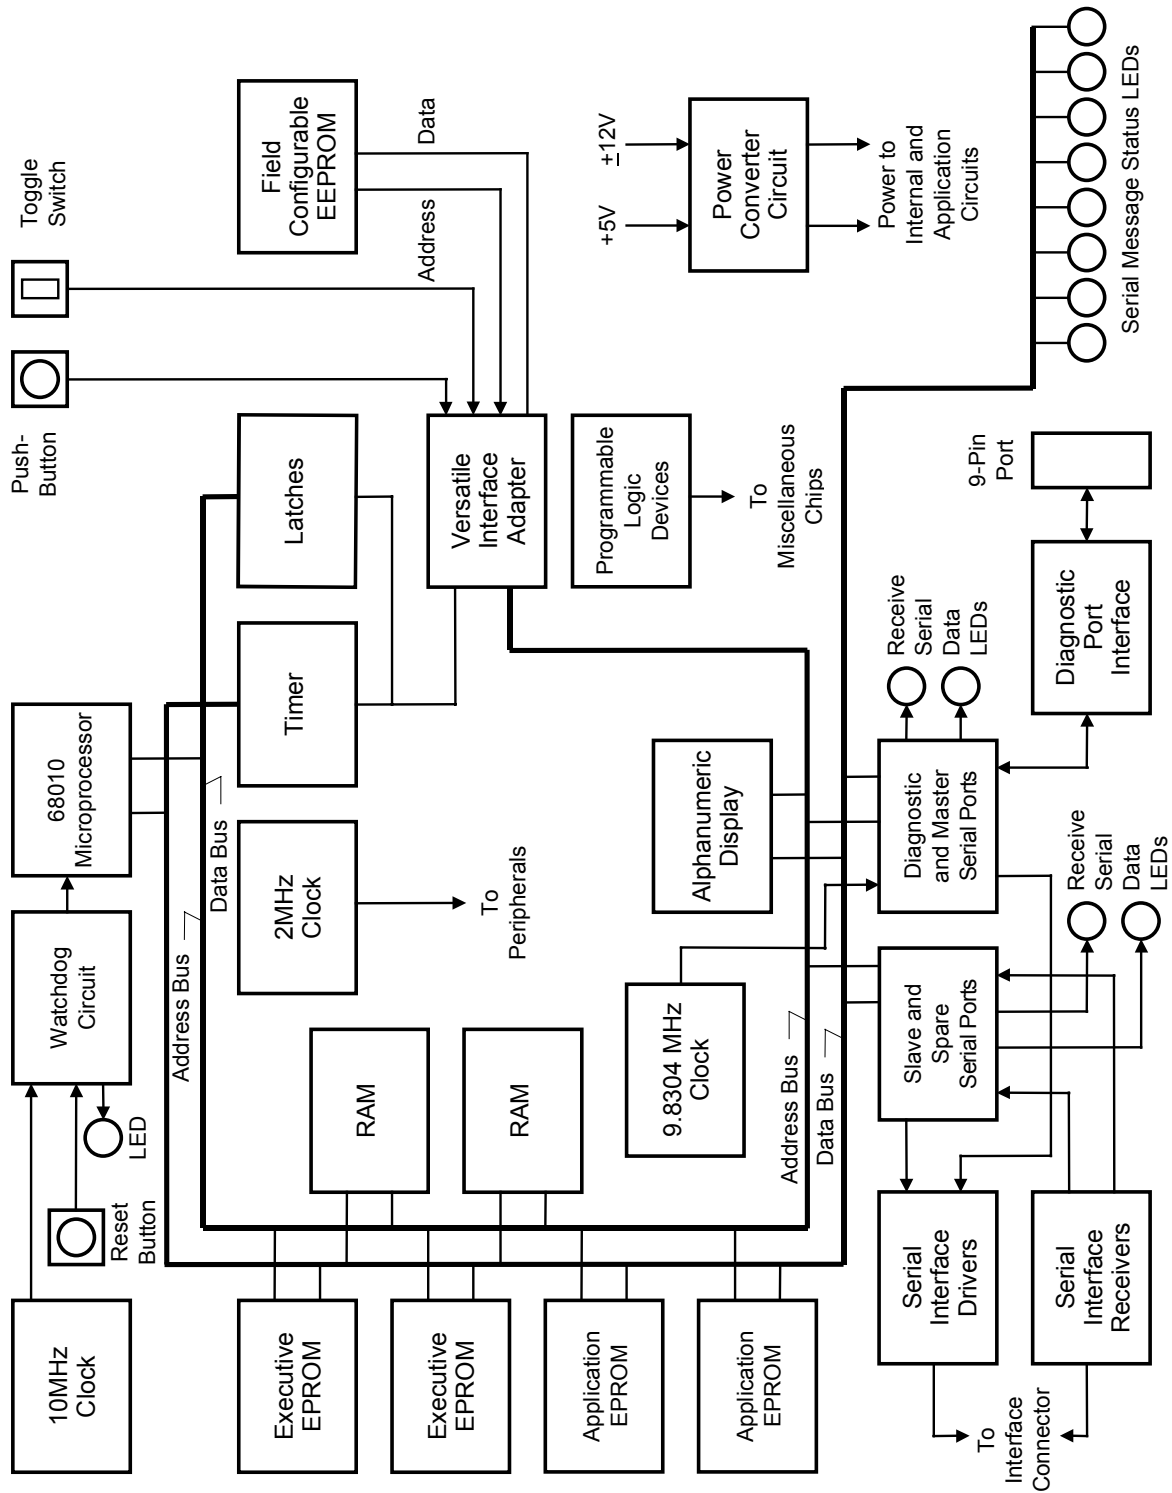 10MHz
Clock
Reset
Button
LED
Watchdog
Circuit
68010
Microprocessor
Push-
Button
Toggle
Switch
Address Bus
Data Bus
Executive
EPROM
Executive
EPROM
Application
EPROM
Application
EPROM
RAM
RAM
2MHz
Clock
To
Peripherals
Timer
Latches
Field
Configurable
EEPROM
Address
Data
Versatile
Interface
Adapter
Programmable
Logic
Devices
To
Miscellaneous
Chips
+5V
±12V
Power
Converter
Circuit
Power to
Internal and
Application
Circuits
9.8304 MHz
Clock
Alphanumeric
Display
Address Bus
Data Bus
Serial
Interface
Drivers
Slave and
Spare
Serial Ports
Diagnostic
and Master
Serial Ports
Receive
Serial
Data
LEDs
Serial
Interface
Receivers
To
Interface
Connector
Receive
Serial
Data
LEDs
Diagnostic
Port
Interface
9-Pin
Port
Serial Message Status LEDs